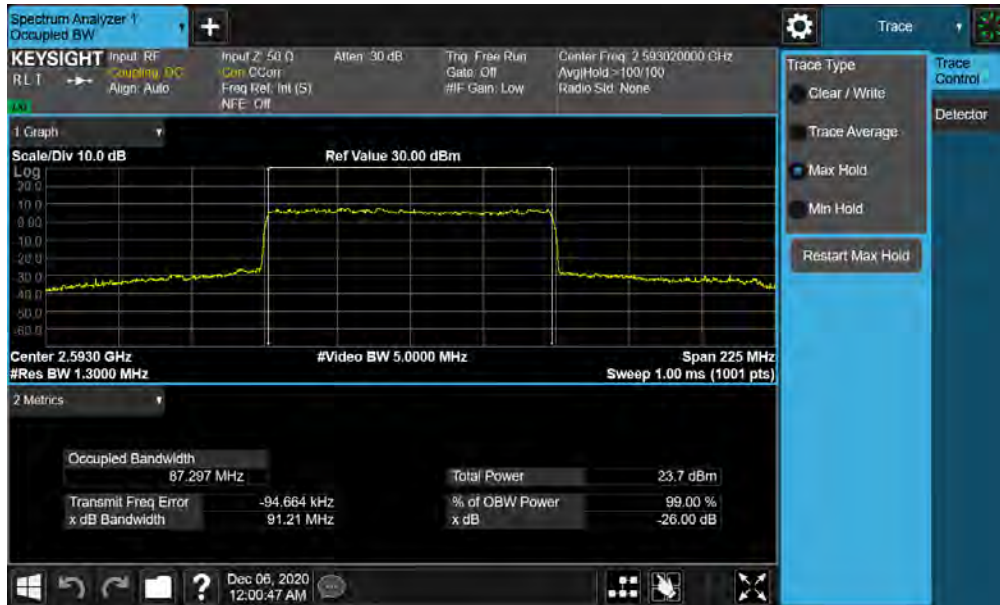 Spectrum Analyzer 1
Occupied BW
+
Trace
KEYSIGHT Input: RF Input Z: 50 Ω Atten: 30 dB Trig: Free Run Center Freq: 2.593020000 GHz
RLT Coupling: DC Corr CCorr Gate: Off Avg|Hold:>100/100
Align: Auto Freq Ref: Int (S) #IF Gain: Low Radio Std: None
NFE: Off
Trace Type
Clear / Write
Trace Average
Max Hold
Min Hold
Restart Max Hold
Trace
Control
Detector
1 Graph
Scale/Div 10.0 dB Ref Value 30.00 dBm
Log
20.0
10.0
0.00
-10.0
-20.0
-30.0
-40.0
-50.0
-60.0
Center 2.5930 GHz #Video BW 5.0000 MHz Span 225 MHz
#Res BW 1.3000 MHz Sweep 1.00 ms (1001 pts)
2 Metrics
Occupied Bandwidth
87.297 MHz Total Power 23.7 dBm
Transmit Freq Error -94.664 kHz % of OBW Power 99.00 %
x dB Bandwidth 91.21 MHz x dB -26.00 dB
? Dec 06, 2020
12:00:47 AM